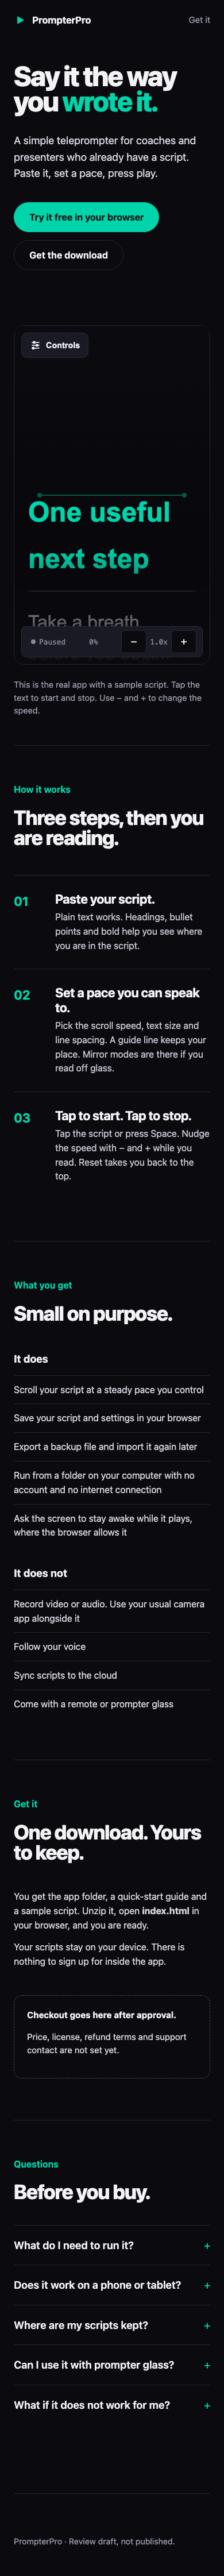 PrompterPro
Get it
Say it the way
you wrote it.
A simple teleprompter for coaches and
presenters who already have a script.
Paste it, set a pace, press play.
Try it free in your browser
Get the download
Controls
One useful
next step
Take a breath
Paused 0% − 1.0x +
This is the real app with a sample script. Tap the
text to start and stop. Use − and + to change the
speed.
How it works
Three steps, then you
are reading.
01
Paste your script.
Plain text works. Headings, bullet
points and bold help you see where
you are in the script.
02
Set a pace you can speak
to.
Pick the scroll speed, text size and
line spacing. A guide line keeps your
place. Mirror modes are there if you
read off glass.
03
Tap to start. Tap to stop.
Tap the script or press Space. Nudge
the speed with − and + while you
read. Reset takes you back to the
top.
What you get
Small on purpose.
It does
Scroll your script at a steady pace you control
Save your script and settings in your browser
Export a backup file and import it again later
Run from a folder on your computer with no
account and no internet connection
Ask the screen to stay awake while it plays,
where the browser allows it
It does not
Record video or audio. Use your usual camera
app alongside it
Follow your voice
Sync scripts to the cloud
Come with a remote or prompter glass
Get it
One download. Yours
to keep.
You get the app folder, a quick-start guide and
a sample script. Unzip it, open index.html in
your browser, and you are ready.
Your scripts stay on your device. There is
nothing to sign up for inside the app.
Checkout goes here after approval.
Price, license, refund terms and support
contact are not set yet.
Questions
Before you buy.
What do I need to run it? +
Does it work on a phone or tablet? +
Where are my scripts kept? +
Can I use it with prompter glass? +
What if it does not work for me? +
PrompterPro · Review draft, not published.